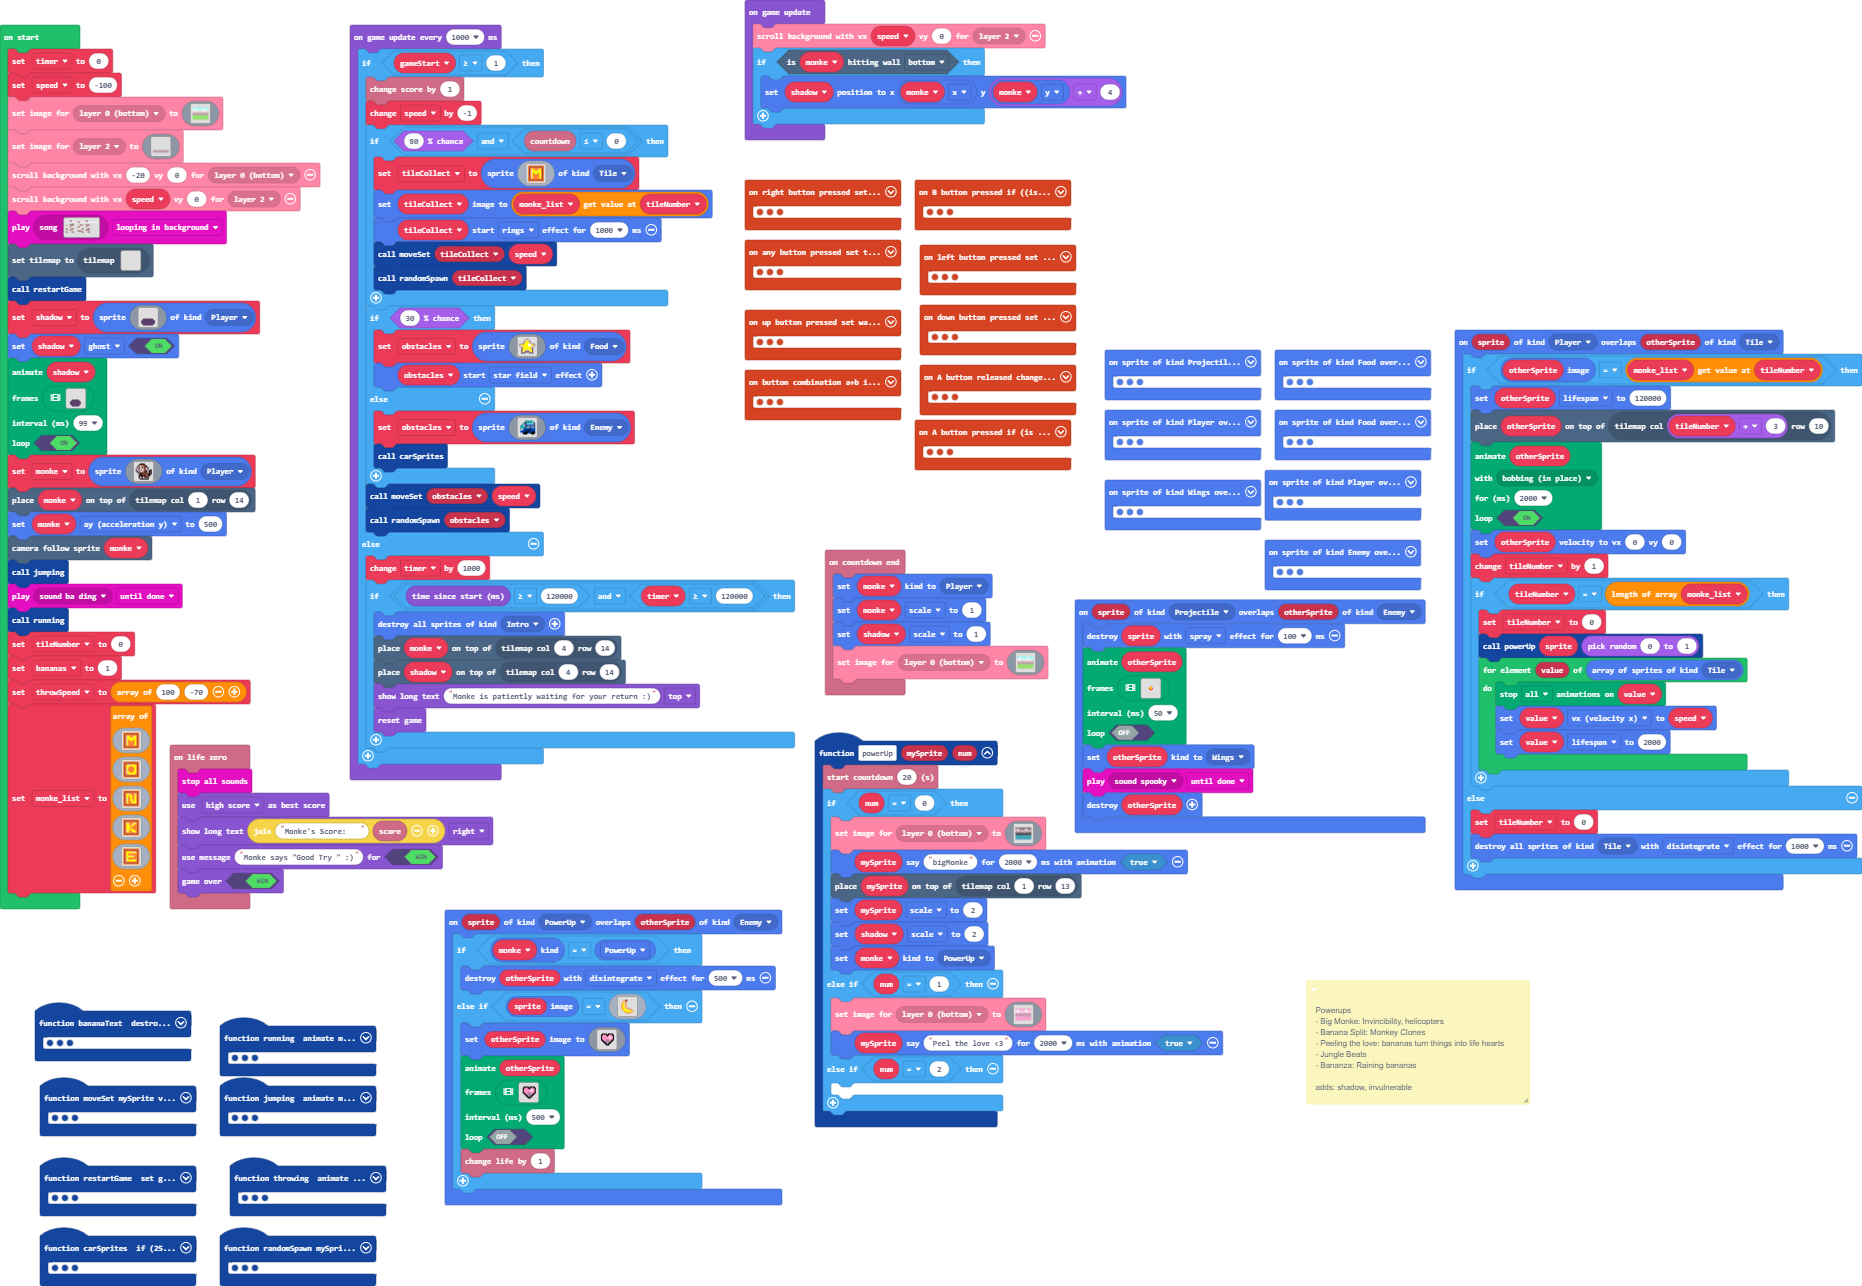 on start
set timer to 0
set speed to -100
set image for layer 0 (bottom) to
set image for layer 2 to
scroll background with vx -20 vy 0 for layer 0 (bottom)
scroll background with vx speed vy 0 for layer 2
play song looping in background
set tilemap to tilemap
call restartGame
set shadow to sprite of kind Player
set shadow ghost ON
animate shadow
frames
interval (ms) 99
loop ON
set monke to sprite of kind Player
place monke on top of tilemap col 1 row 14
set monke ay (acceleration y) to 500
camera follow sprite monke
call jumping
play sound ba ding until done
call running
set tileNumber to 0
set bananas to 1
set throwSpeed to array of 100 -70
array of
M
O
N
set monke_list to
K
E
on life zero
stop all sounds
use high score as best score
show long text join "Monke's Score: " score right
use message "Monke says "Good Try " :)" for WIN
game over WIN
on game update every 1000 ms
if gameStart ≥ 1 then
change score by 1
change speed by -1
if 80 % chance and countdown ≤ 0 then
set tileCollect to sprite M of kind Tile
set tileCollect image to monke_list get value at tileNumber
tileCollect start rings effect for 1000 ms
call moveSet tileCollect speed
call randomSpawn tileCollect
if 30 % chance then
set obstacles to sprite of kind Food
obstacles start star field effect
else
set obstacles to sprite of kind Enemy
call carSprites
call moveSet obstacles speed
call randomSpawn obstacles
else
change timer by 1000
if time since start (ms) ≥ 120000 and timer ≥ 120000 then
destroy all sprites of kind Intro
place monke on top of tilemap col 4 row 14
place shadow on top of tilemap col 4 row 14
show long text "Monke is patiently waiting for your return :)" top
reset game
on game update
scroll background with vx speed vy 0 for layer 2
if is monke hitting wall bottom then
set shadow position to x monke x y monke y + 4
on right button pressed set...
on B button pressed if ((is...
on any button pressed set t...
on left button pressed set ...
on up button pressed set wa...
on down button pressed set ...
on button combination a+b i...
on A button released change...
on A button pressed if (is ...
on sprite of kind Projectil...
on sprite of kind Food over...
on sprite of kind Player ov...
on sprite of kind Food over...
on sprite of kind Wings ove...
on sprite of kind Player ov...
on sprite of kind Enemy ove...
on countdown end
set monke kind to Player
set monke scale to 1
set shadow scale to 1
set image for layer 0 (bottom) to
on sprite of kind Projectile overlaps otherSprite of kind Enemy
destroy sprite with spray effect for 100 ms
animate otherSprite
frames
interval (ms) 50
loop OFF
set otherSprite kind to Wings
play sound spooky until done
destroy otherSprite
on sprite of kind Player overlaps otherSprite of kind Tile
if otherSprite image = monke_list get value at tileNumber then
set otherSprite lifespan to 120000
place otherSprite on top of tilemap col tileNumber + 3 row 10
animate otherSprite
with bobbing (in place)
for (ms) 2000
loop ON
set otherSprite velocity to vx 0 vy 0
change tileNumber by 1
if tileNumber = length of array monke_list then
set tileNumber to 0
call powerUp sprite pick random 0 to 1
for element value of array of sprites of kind Tile
do stop all animations on value
set value vx (velocity x) to speed
set value lifespan to 2000
else
set tileNumber to 0
destroy all sprites of kind Tile with disintegrate effect for 1000 ms
function powerUp mySprite num
start countdown 20 (s)
if num = 0 then
set image for layer 0 (bottom) to
mySprite say "bigMonke" for 2000 ms with animation true
place mySprite on top of tilemap col 1 row 13
set mySprite scale to 2
set shadow scale to 2
set monke kind to PowerUp
else if num = 1 then
set image for layer 0 (bottom) to
mySprite say "Peel the love <3" for 2000 ms with animation true
else if num = 2 then
on sprite of kind PowerUp overlaps otherSprite of kind Enemy
if monke kind = PowerUp then
destroy otherSprite with disintegrate effect for 500 ms
else if sprite image = then
set otherSprite image to
animate otherSprite
frames
interval (ms) 500
loop OFF
change life by 1
function bananaText destro...
function running animate m...
function moveSet mySprite v...
function jumping animate m...
function restartGame set g...
function throwing animate ...
function carSprites if (25...
function randomSpawn mySpri...
Powerups
- Big Monke: Invincibility, helicopters
- Banana Split: Monkey Clones
- Peeling the love: bananas turn things into life hearts
- Jungle Beats
- Bananza: Raining bananas
adds: shadow, invulnerable